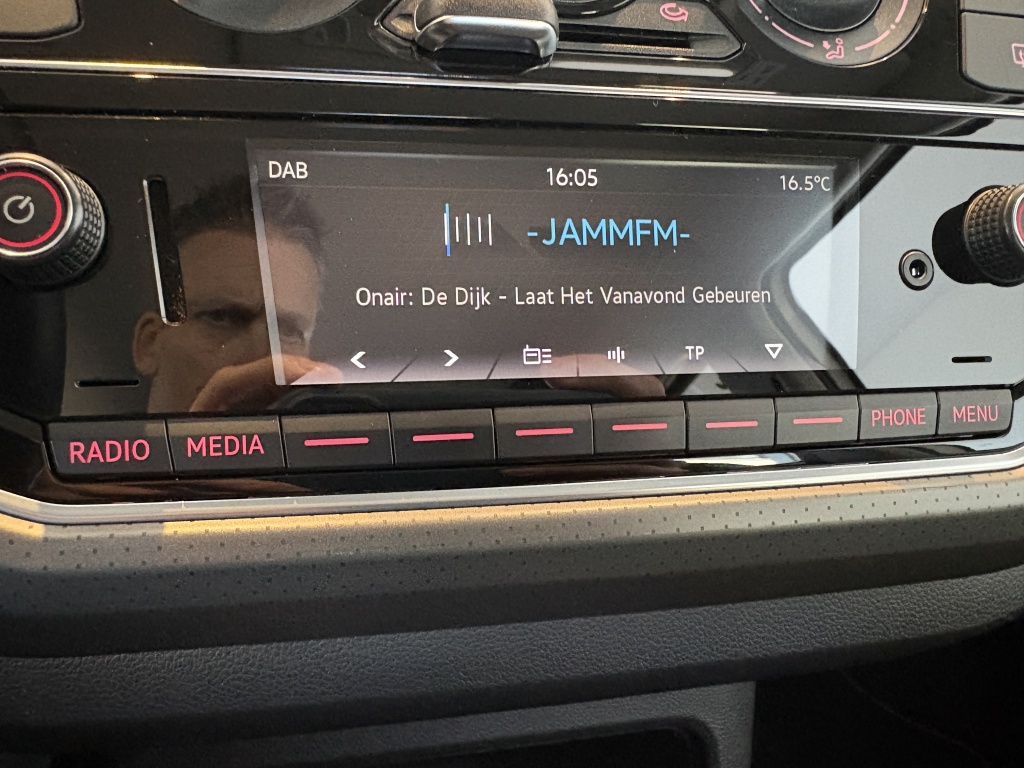 DAB 16:05 16.5°C
-JAMMFM-
Onair: De Dijk - Laat Het Vanavond Gebeuren
TP
RADIO MEDIA PHONE MENU